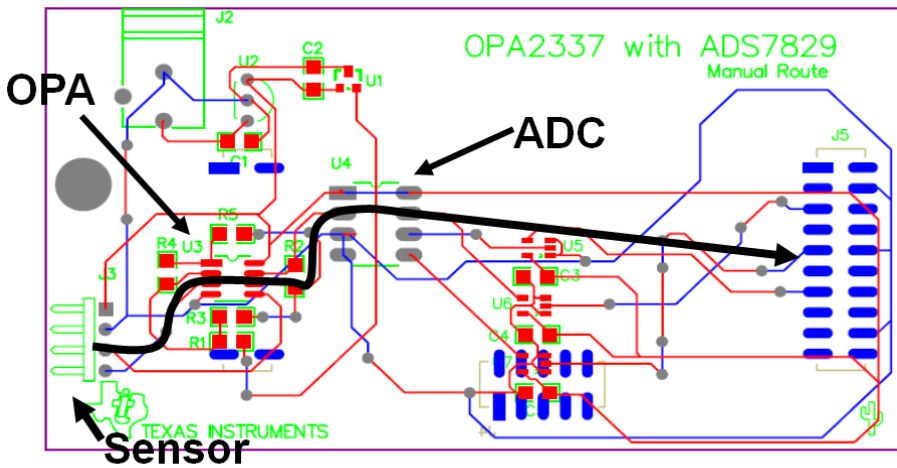 J2
OPA2337 with ADS7829
Manual Route
C2
U2
U1
OPA
ADC
J5
C1
U4
R5
R4
U3
R2
U5
J3
C3
U6
R3
C4
R1
TEXAS INSTRUMENTS
Sensor